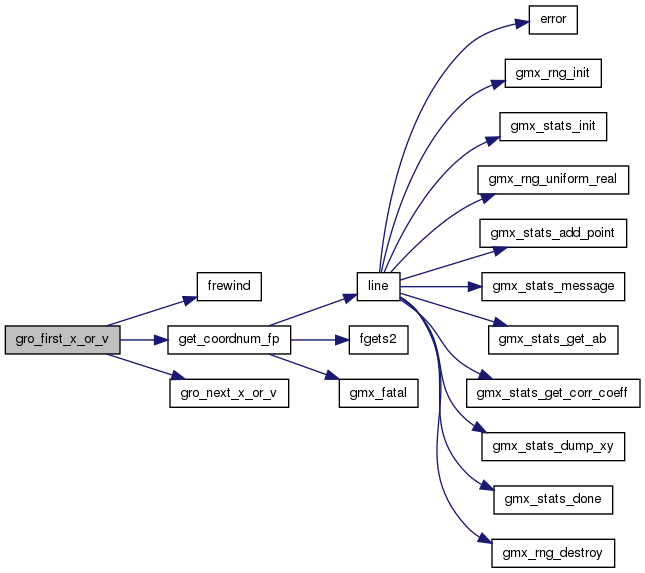 error
gmx_rng_init
gmx_stats_init
gmx_rng_uniform_real
gmx_stats_add_point
frewind
line
gmx_stats_message
gro_first_x_or_v
get_coordnum_fp
fgets2
gmx_stats_get_ab
gro_next_x_or_v
gmx_fatal
gmx_stats_get_corr_coeff
gmx_stats_dump_xy
gmx_stats_done
gmx_rng_destroy